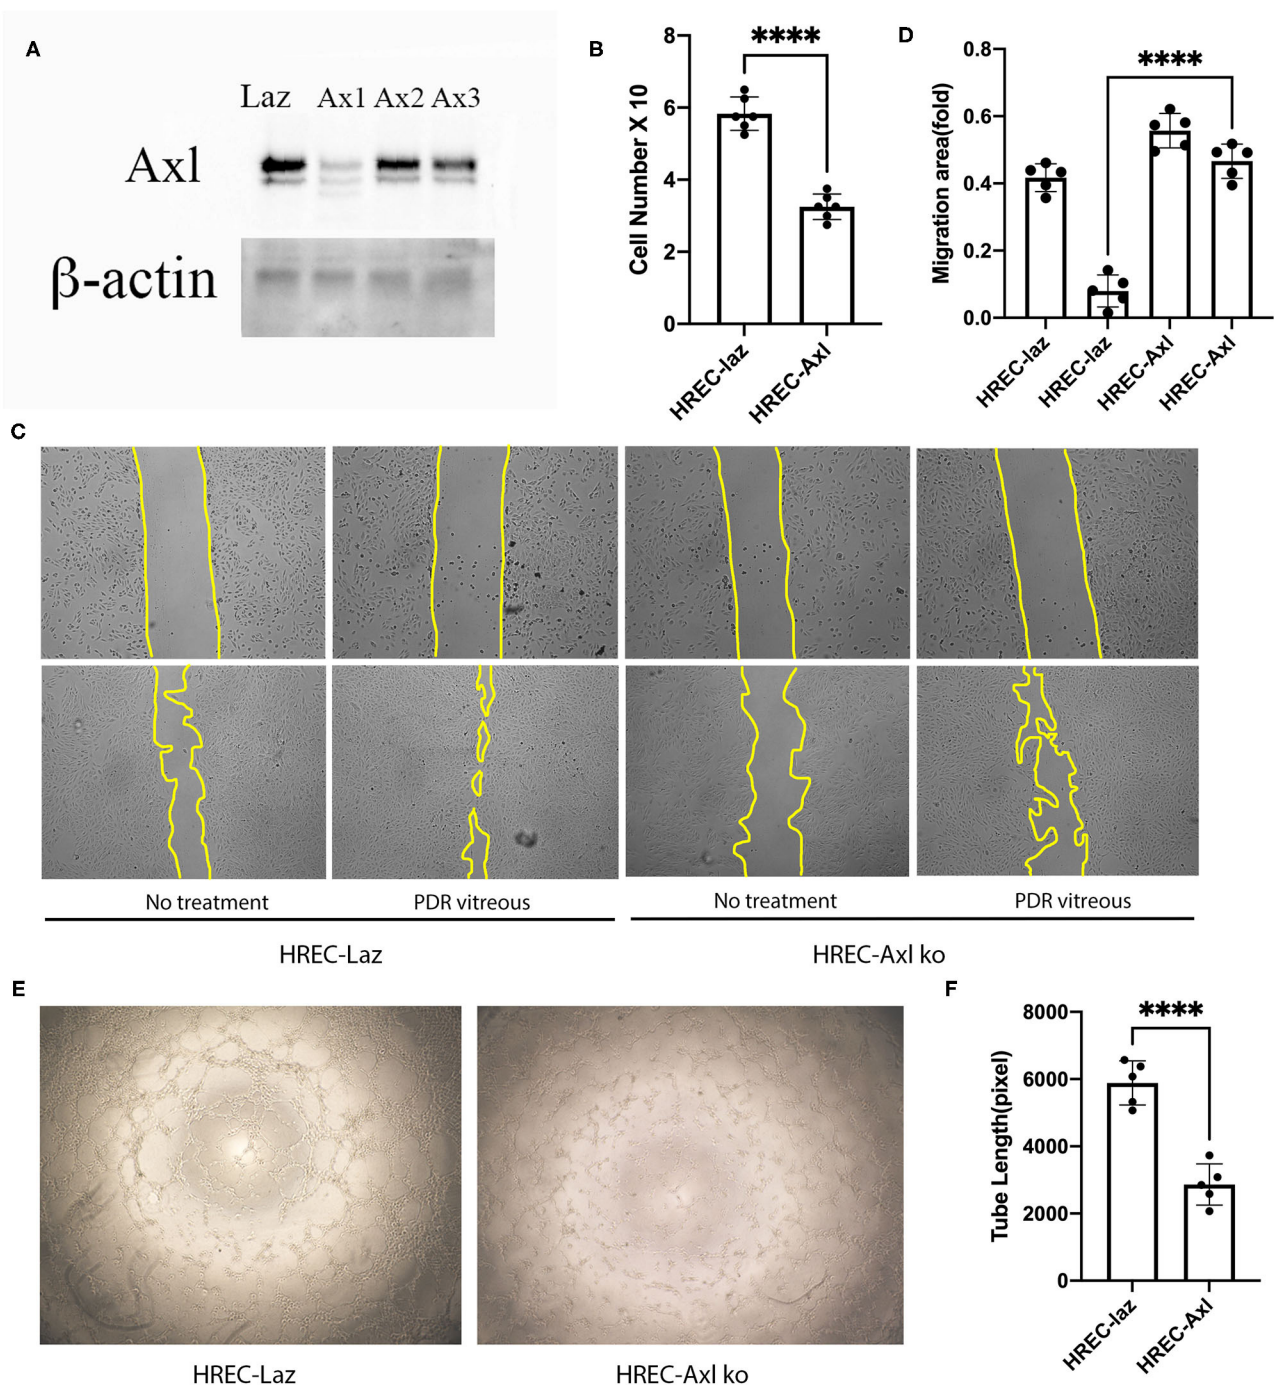 A
Laz Ax1 Ax2 Ax3
Axl
β-actin
B
****
8
6
4
2
0
Cell Number X 10
HREC-laz
HREC-Axl
D
****
0.8
0.6
0.4
0.2
0.0
Migration area(fold)
HREC-laz
HREC-laz
HREC-Axl
HREC-Axl
C
No treatment
PDR vitreous
No treatment
PDR vitreous
HREC-Laz
HREC-Axl ko
E
HREC-Laz
HREC-Axl ko
F
****
8000
6000
4000
2000
0
Tube Length(pixel)
HREC-laz
HREC-Axl